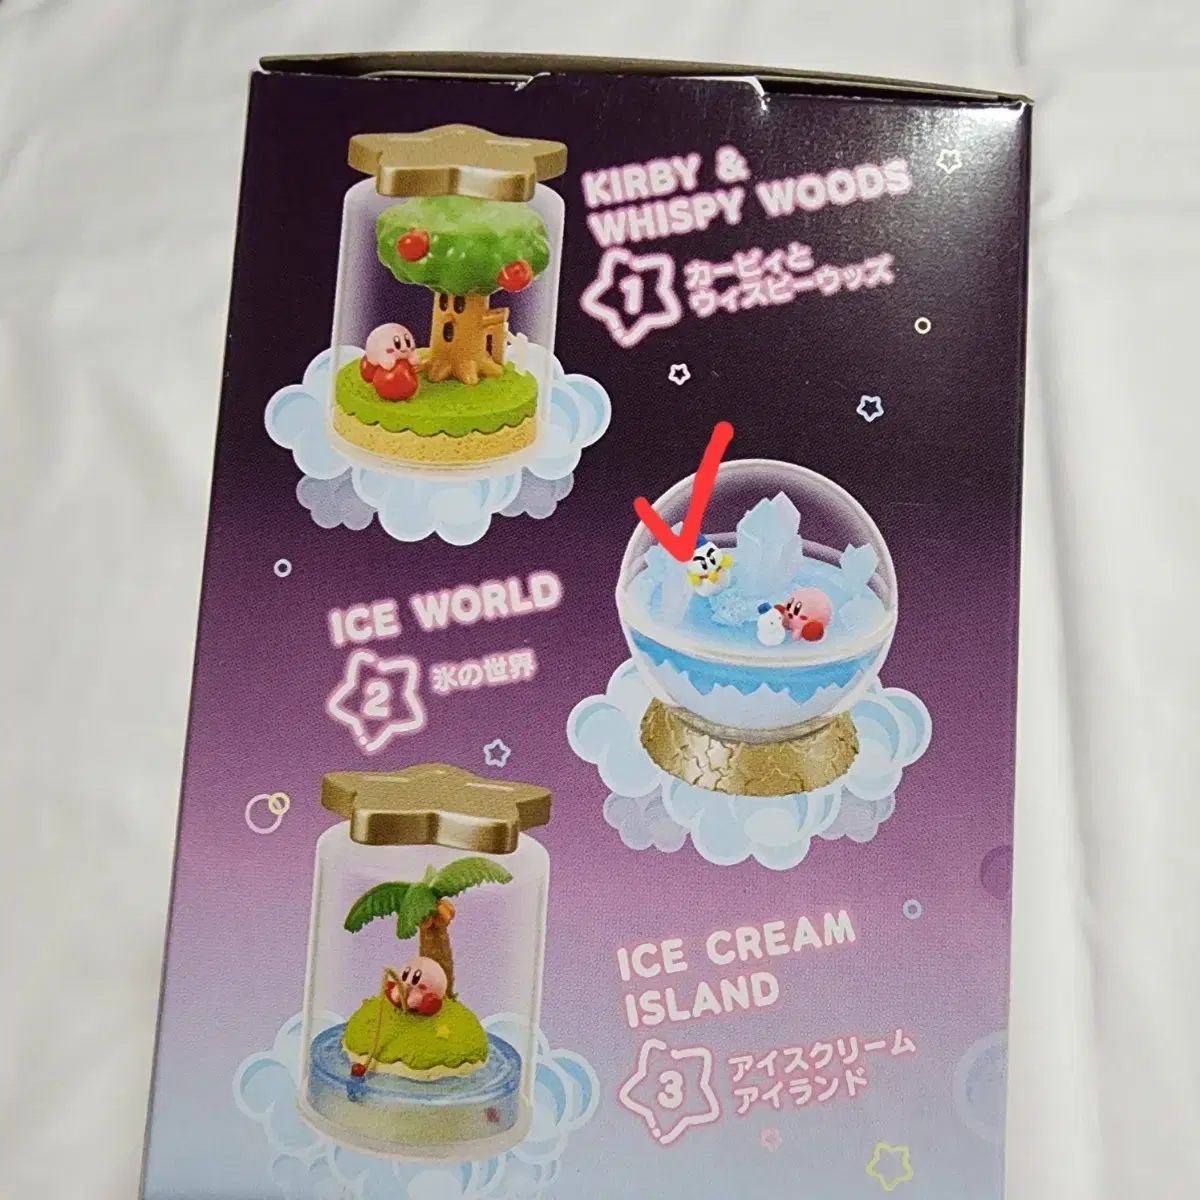 KIRBY &
WHISPY WOODS
1
カービィと
ウィスピーウッズ
ICE WORLD
2
氷の世界
ICE CREAM
ISLAND
3
アイスクリーム
アイランド